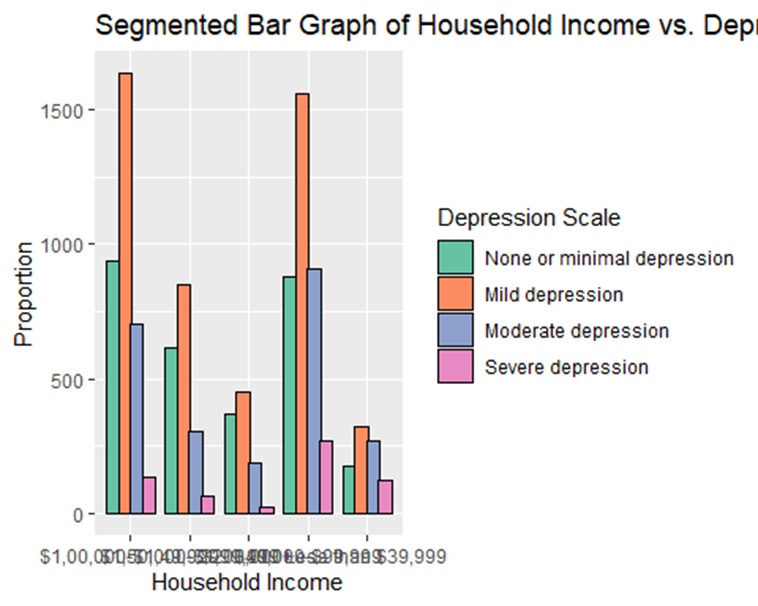 Segmented Bar Graph of Household Income vs. Depr
1500
1000
500
0
Proportion
$39,999
Household Income
Depression Scale
None or minimal depression
Mild depression
Moderate depression
Severe depression